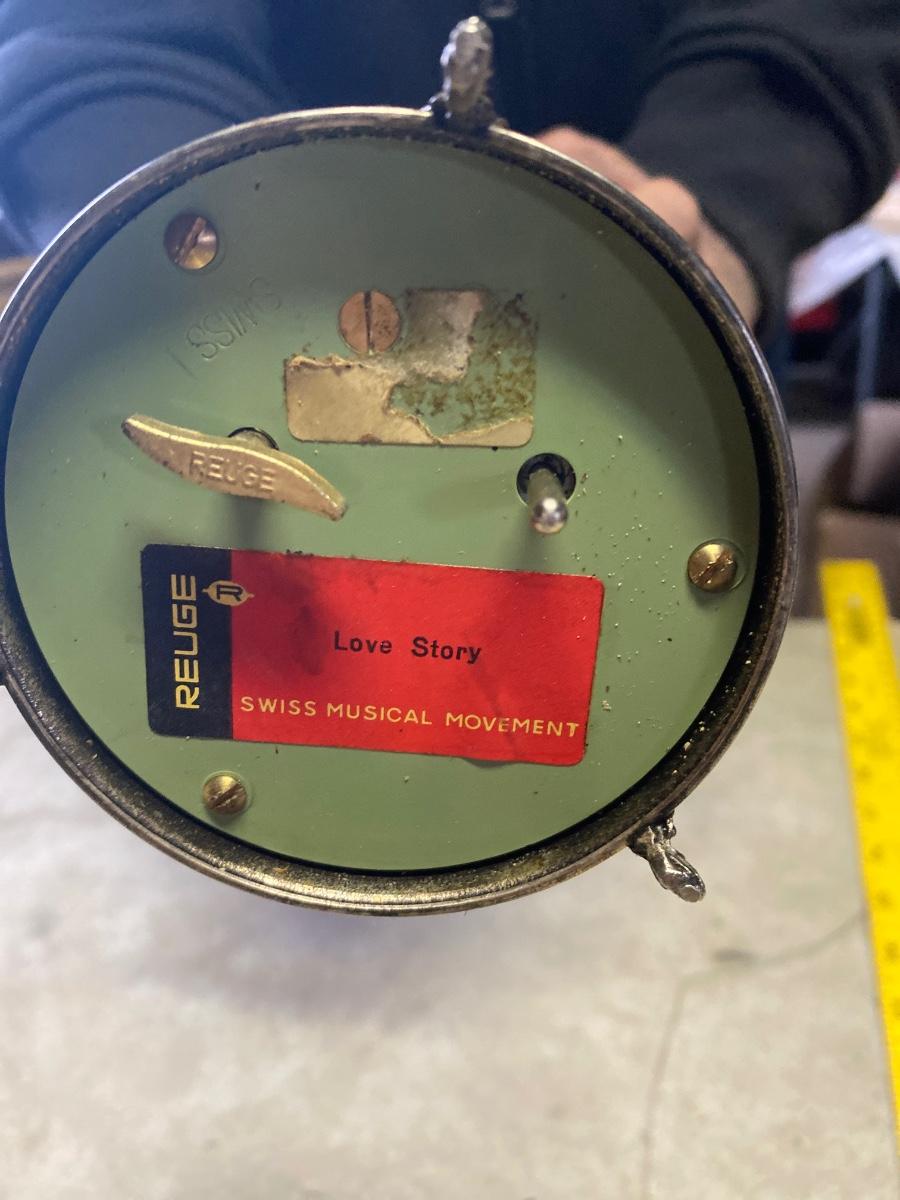 SWISS
REUGE
REUGE
R
Love Story
SWISS MUSICAL MOVEMENT